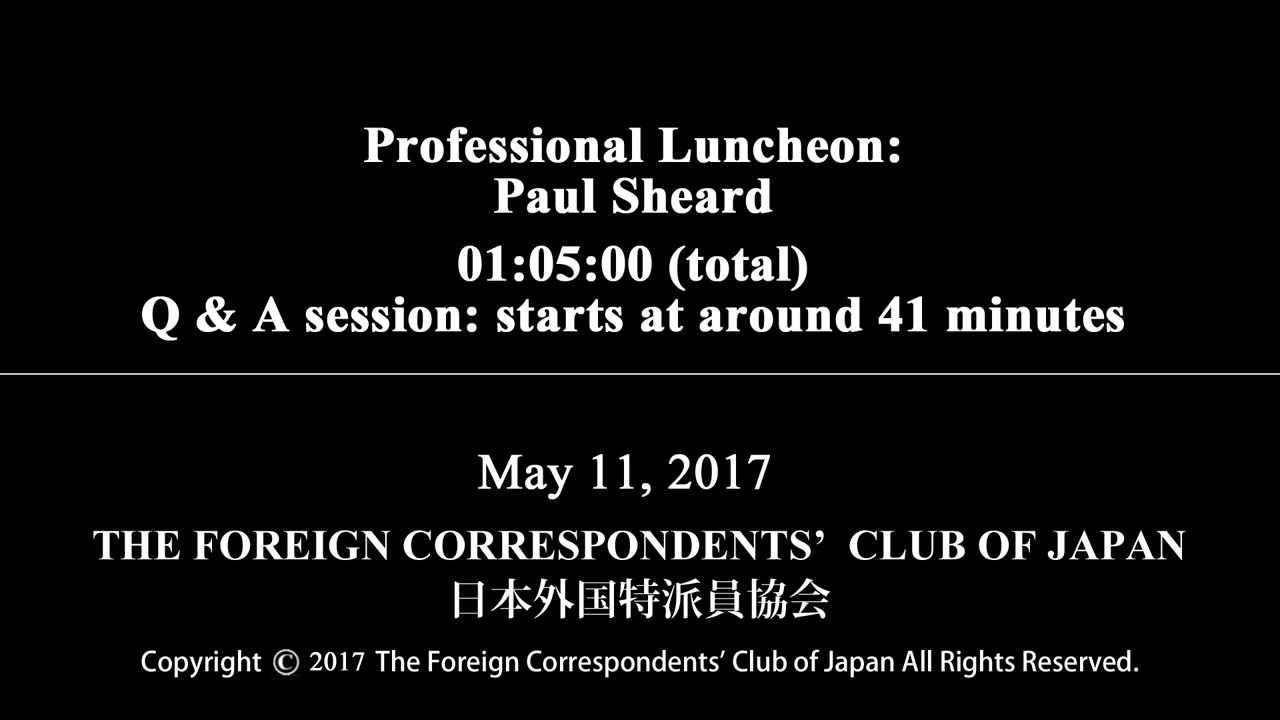 Professional Luncheon:
Paul Sheard
01:05:00 (total)
Q & A session: starts at around 41 minutes
May 11, 2017
THE FOREIGN CORRESPONDENTS’ CLUB OF JAPAN
日本外国特派員協会
Copyright © 2017 The Foreign Correspondents’ Club of Japan All Rights Reserved.